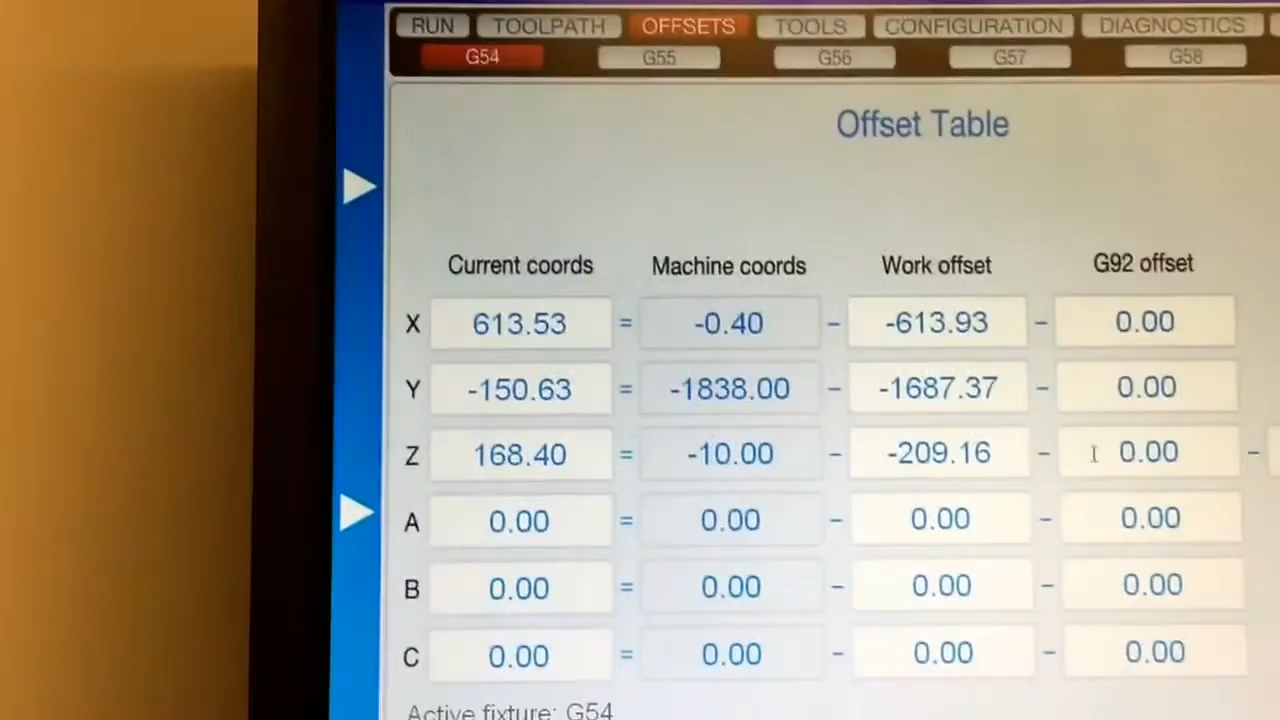 RUN TOOLPATH OFFSETS TOOLS CONFIGURATION DIAGNOSTICS
G54 G55 G56 G57 G58
Offset Table
Current coords Machine coords Work offset G92 offset
X 613.53 = -0.40 - -613.93 - 0.00
Y -150.63 = -1838.00 - -1687.37 - 0.00
Z 168.40 = -10.00 - -209.16 - 0.00 -
A 0.00 = 0.00 - 0.00 - 0.00
B 0.00 = 0.00 - 0.00 - 0.00
C 0.00 = 0.00 - 0.00 - 0.00
Active fixture: G54